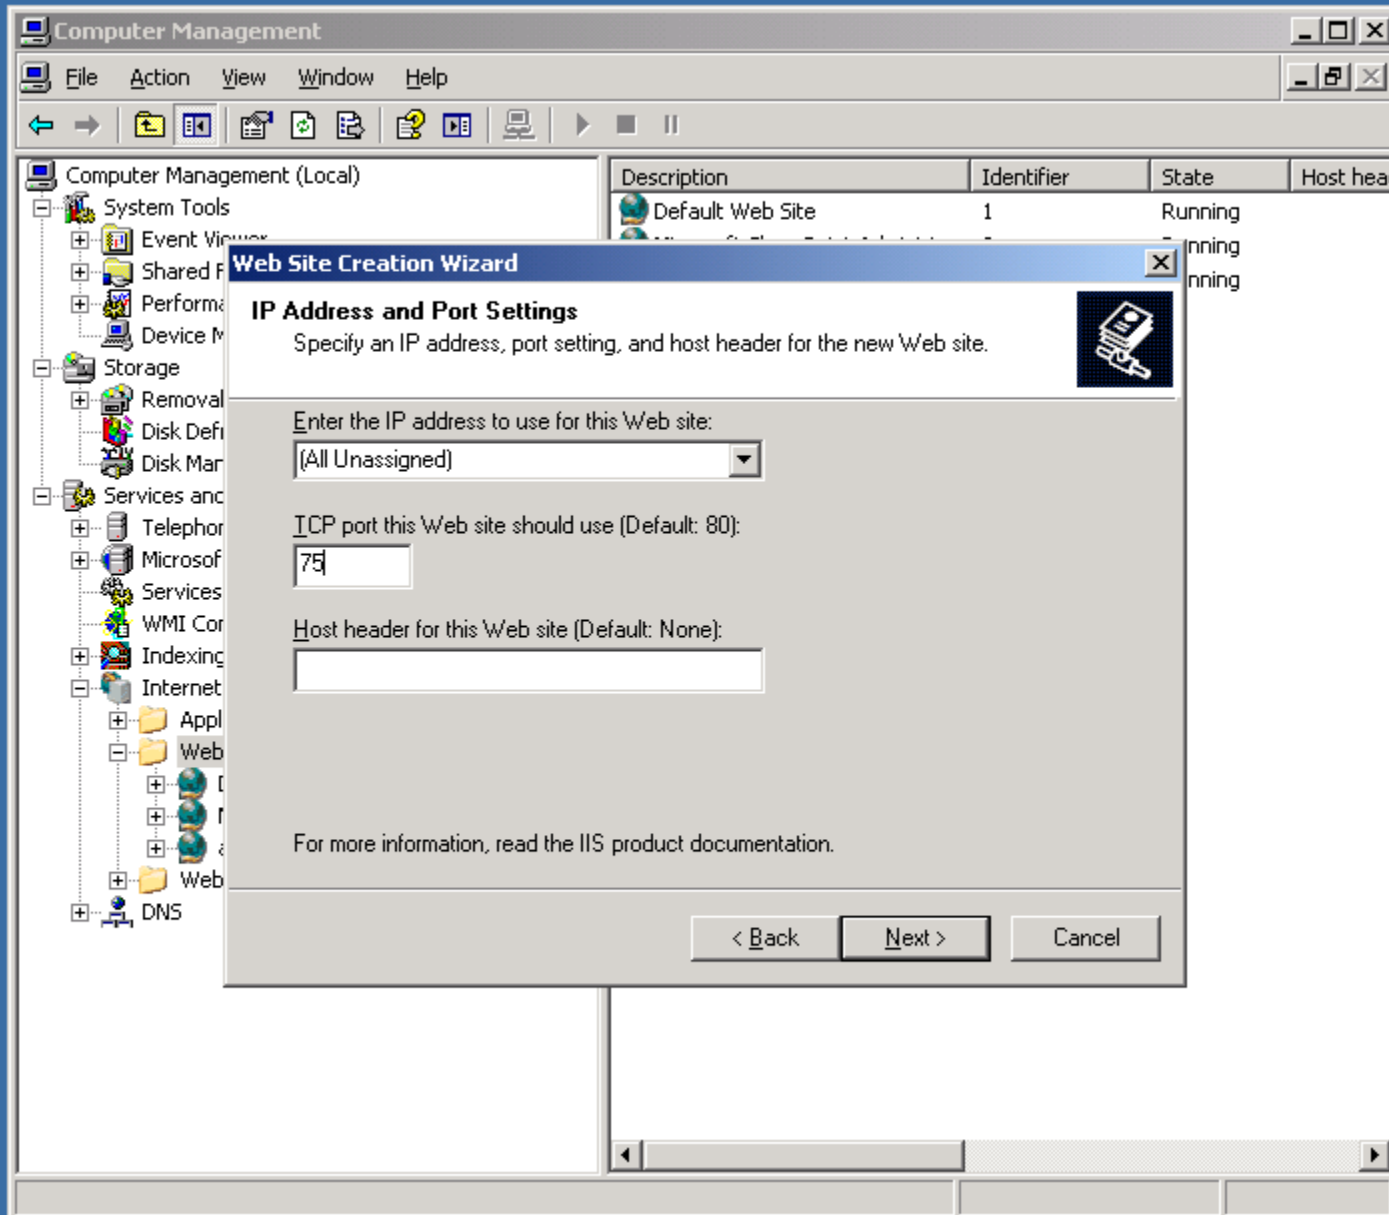 Computer Management
File Action View Window Help
Computer Management (Local)
System Tools
Event Viewer
Shared F
Performa
Device M
Storage
Removal
Disk Defr
Disk Man
Services and
Telephon
Microsof
Services
WMI Con
Indexing
Internet
Appl
Web
Web
DNS
Description Identifier State Host hea
Default Web Site 1 Running
Running
nning
Web Site Creation Wizard
IP Address and Port Settings
Specify an IP address, port setting, and host header for the new Web site.
Enter the IP address to use for this Web site:
(All Unassigned)
TCP port this Web site should use (Default: 80):
75
Host header for this Web site (Default: None):
For more information, read the IIS product documentation.
< Back Next > Cancel